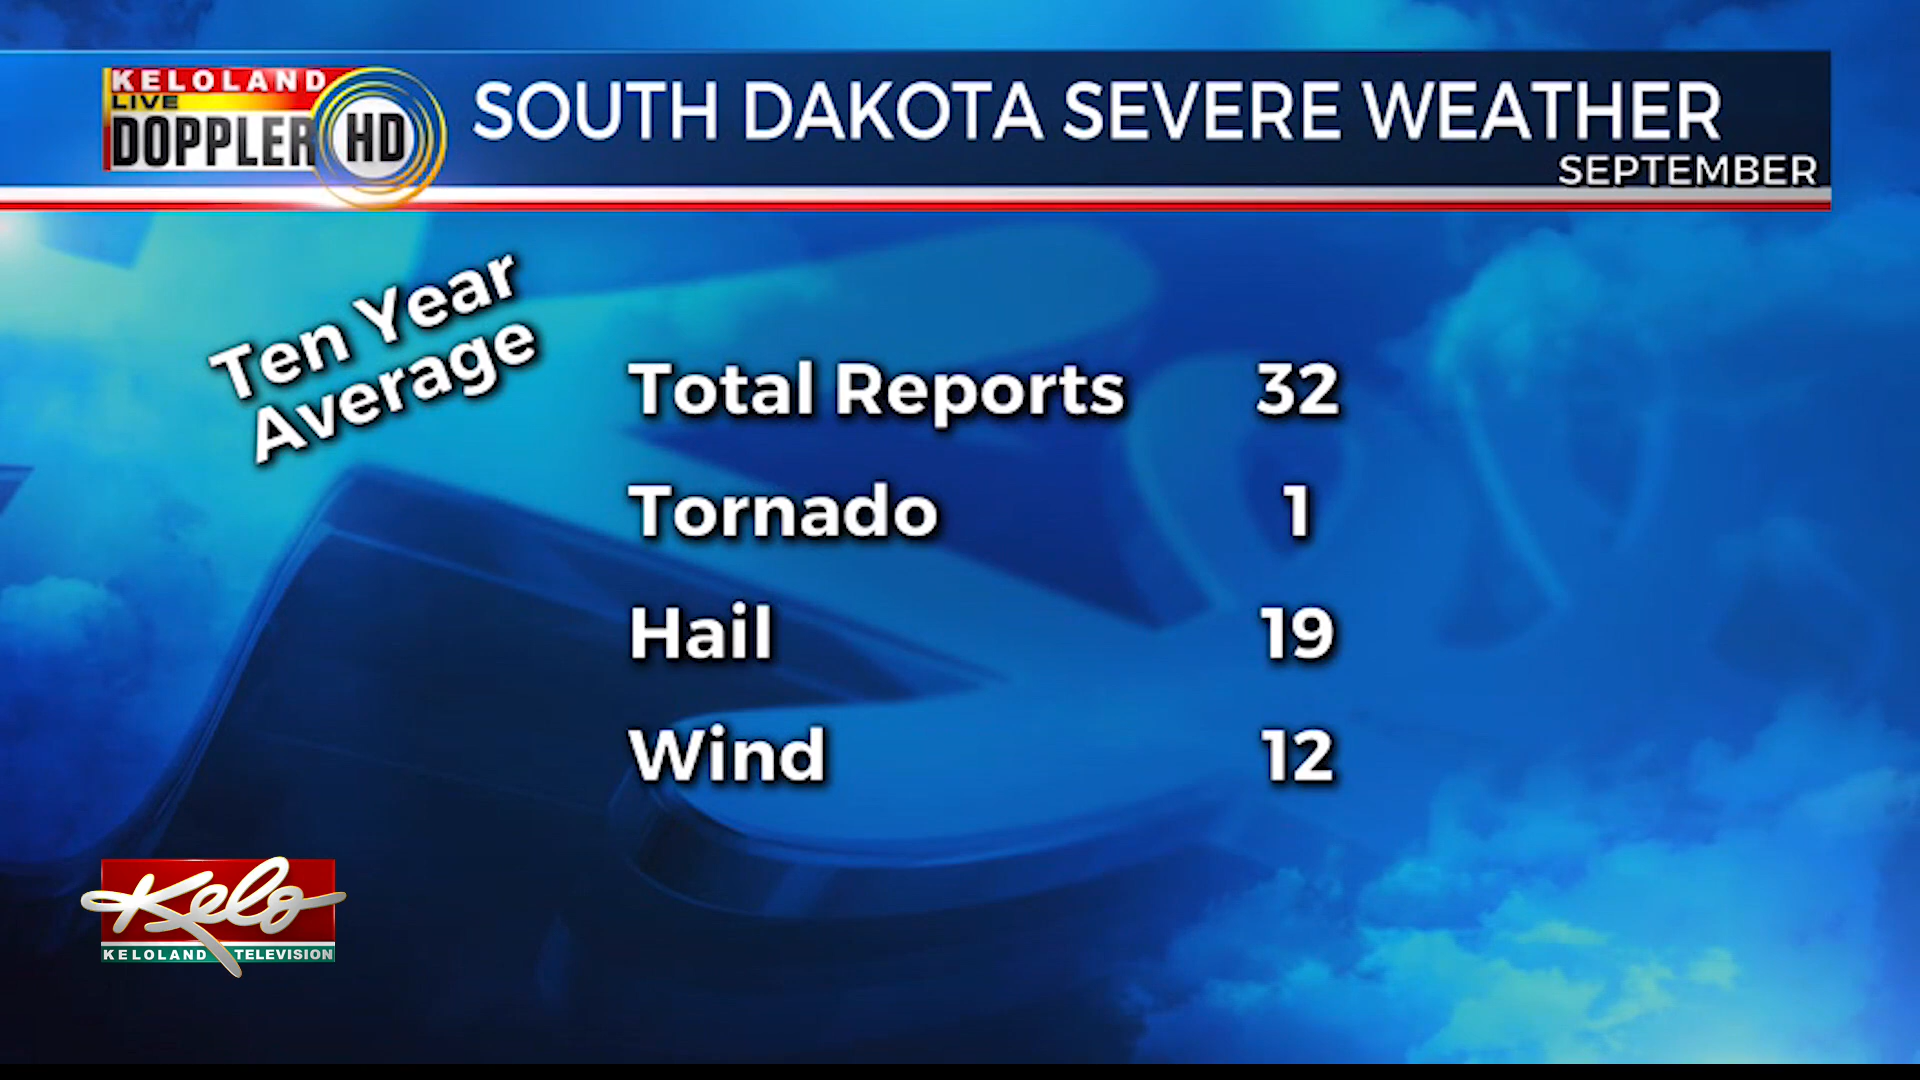 KELOLAND
LIVE
DOPPLER HD
SOUTH DAKOTA SEVERE WEATHER
SEPTEMBER
Ten Year
Average
Total Reports 32
Tornado 1
Hail 19
Wind 12
Kelo
KELOLAND TELEVISION